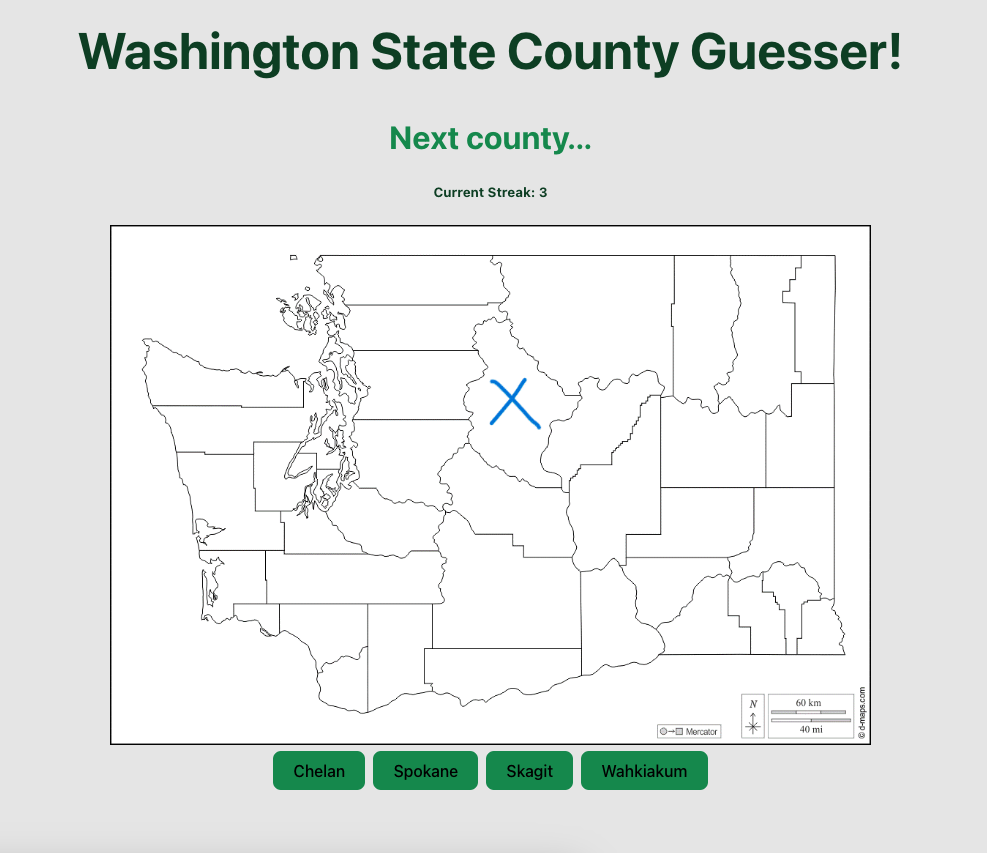 Washington State County Guesser!
Next county...
Current Streak: 3
N
60 km
40 mi
Mercator
© d-maps.com
Chelan
Spokane
Skagit
Wahkiakum